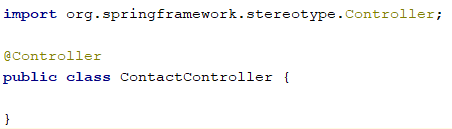 import org.springframework.stereotype.Controller;
@Controller
public class ContactController {
}